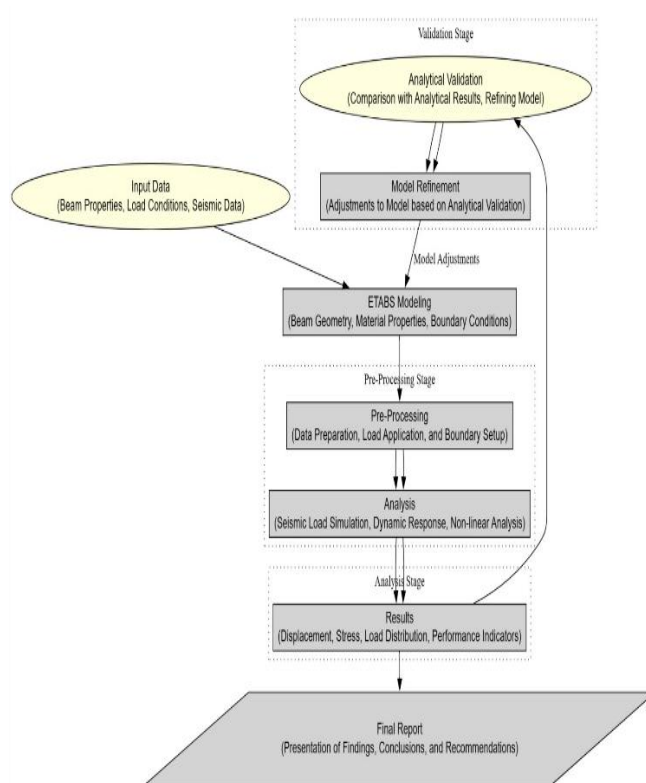 Validation Stage
Analytical Validation
(Comparison with Analytical Results, Refining Model)
Model Refinement
(Adjustments to Model based on Analytical Validation)
Input Data
(Beam Properties, Load Conditions, Seismic Data)
Model Adjustments
ETABS Modeling
(Beam Geometry, Material Properties, Boundary Conditions)
Pre-Processing Stage
Pre-Processing
(Data Preparation, Load Application, and Boundary Setup)
Analysis
(Seismic Load Simulation, Dynamic Response, Non-linear Analysis)
Analysis Stage
Results
(Displacement, Stress, Load Distribution, Performance Indicators)
Final Report
(Presentation of Findings, Conclusions, and Recommendations)